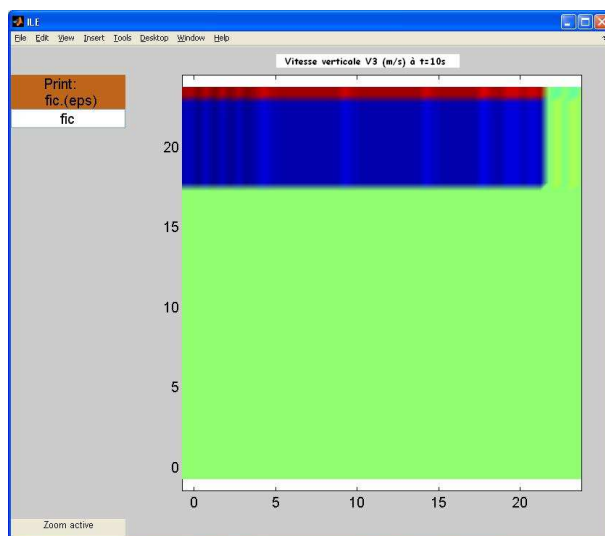 ILE
File Edit View Insert Tools Desktop Window Help
Vitesse verticale V3 (m/s) à t=10s
Print:
fic.(eps)
fic
20
15
10
5
0
0 5 10 15 20
Zoom active